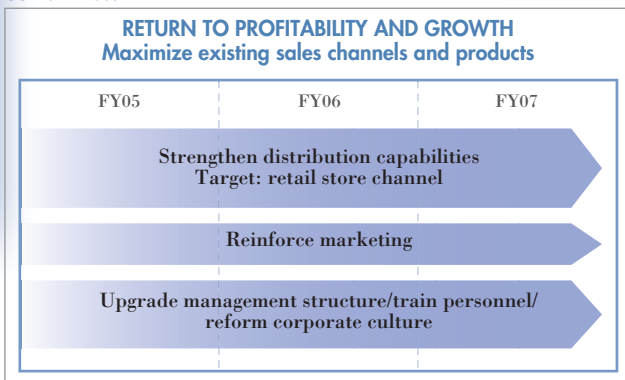 RETURN TO PROFITABILITY AND GROWTH
Maximize existing sales channels and products
FY05 FY06 FY07
Strengthen distribution capabilities
Target: retail store channel
Reinforce marketing
Upgrade management structure/train personnel/
reform corporate culture